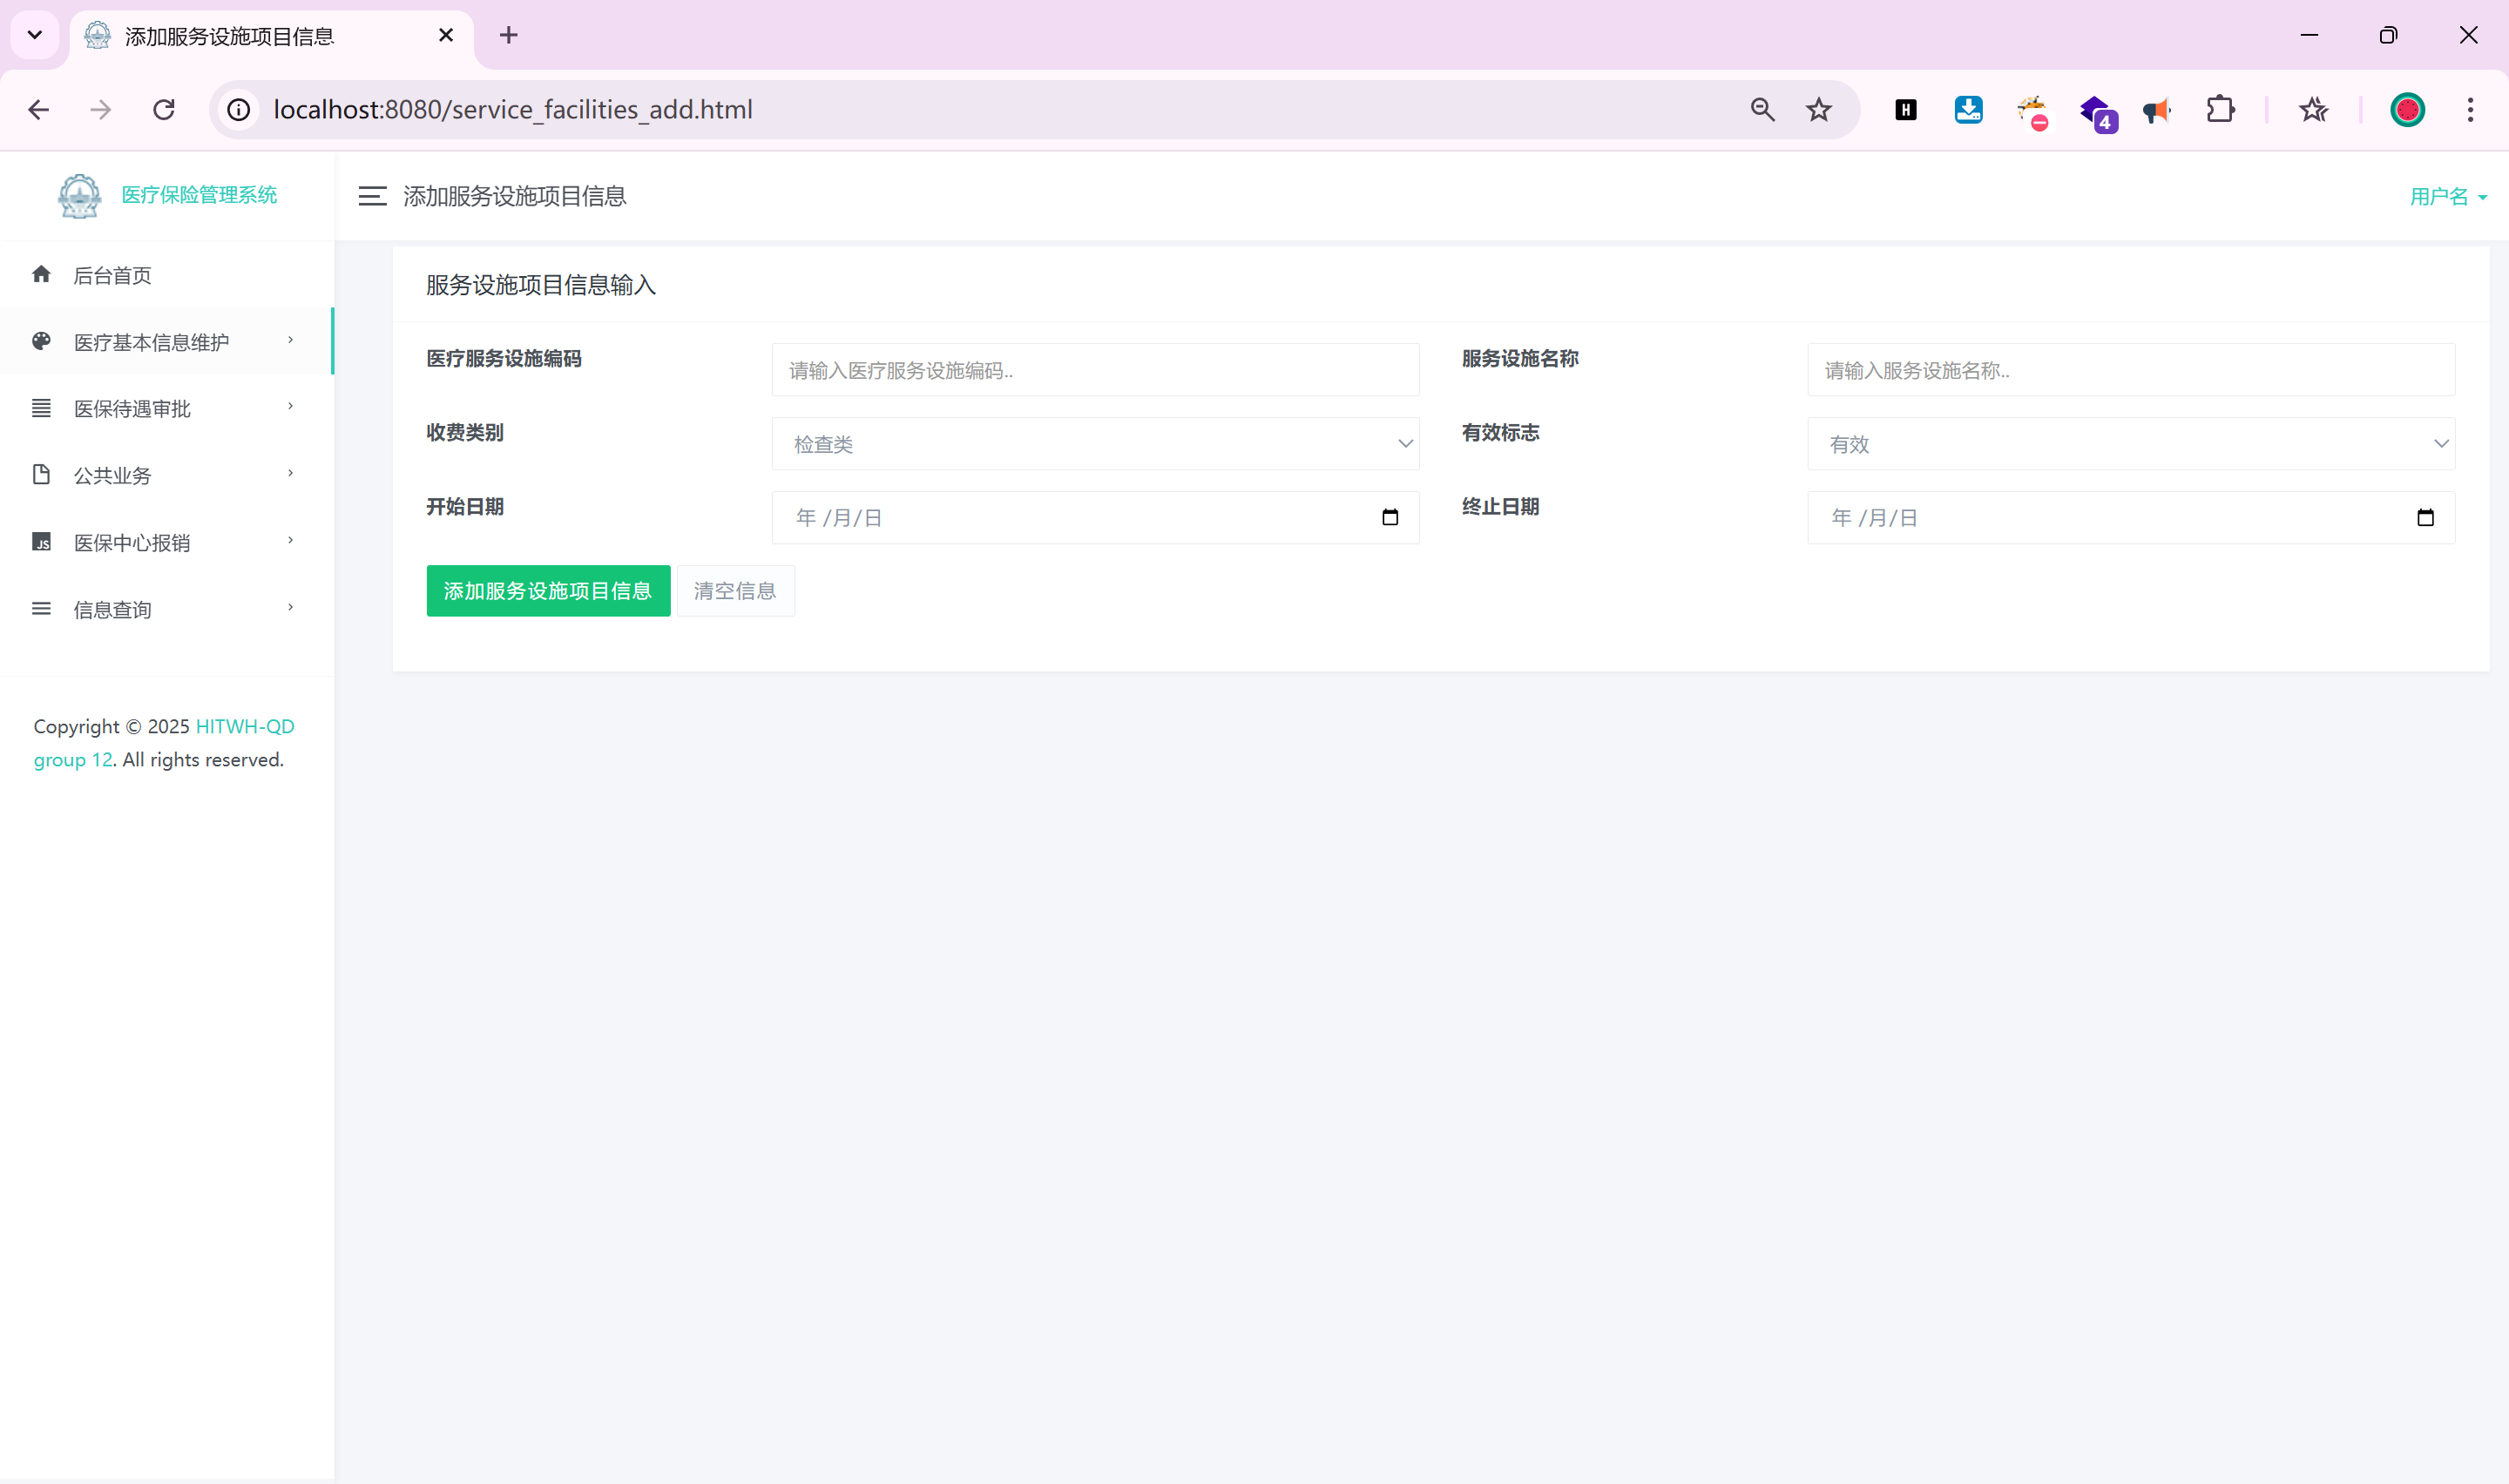 添加服务设施项目信息
localhost:8080/service_facilities_add.html
H
4
医疗保险管理系统
添加服务设施项目信息
用户名
后台首页
医疗基本信息维护
医保待遇审批
公共业务
JS
医保中心报销
信息查询
Copyright © 2025 HITWH-QD
group 12. All rights reserved.
服务设施项目信息输入
医疗服务设施编码
请输入医疗服务设施编码..
服务设施名称
请输入服务设施名称..
收费类别
检查类
有效标志
有效
开始日期
年 /月/日
终止日期
年 /月/日
添加服务设施项目信息
清空信息